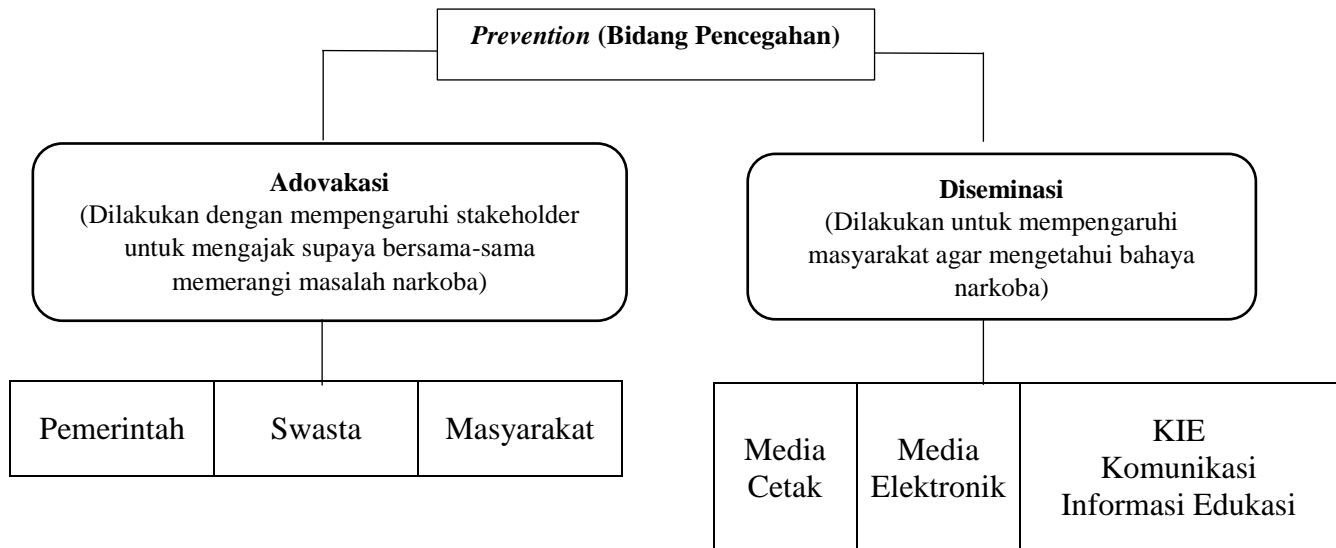 Prevention (Bidang Pencegahan)
Adovakasi
(Dilakukan dengan mempengaruhi stakeholder
untuk mengajak supaya bersama-sama
memerangi masalah narkoba)
Diseminasi
(Dilakukan untuk mempengaruhi
masyarakat agar mengetahui bahaya
narkoba)
Pemerintah
Swasta
Masyarakat
Media
Cetak
Media
Elektronik
KIE
Komunikasi
Informasi Edukasi